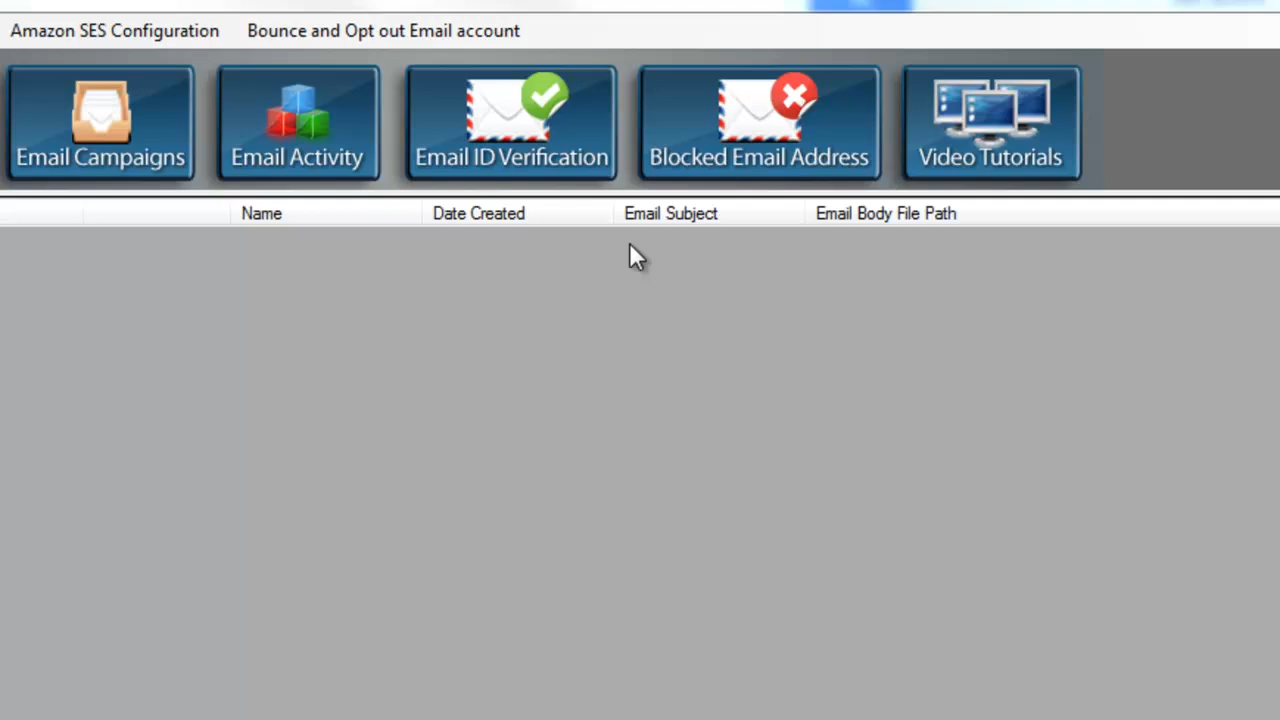 Amazon SES Configuration Bounce and Opt out Email account
Email Campaigns Email Activity Email ID Verification Blocked Email Address Video Tutorials
Name Date Created Email Subject Email Body File Path